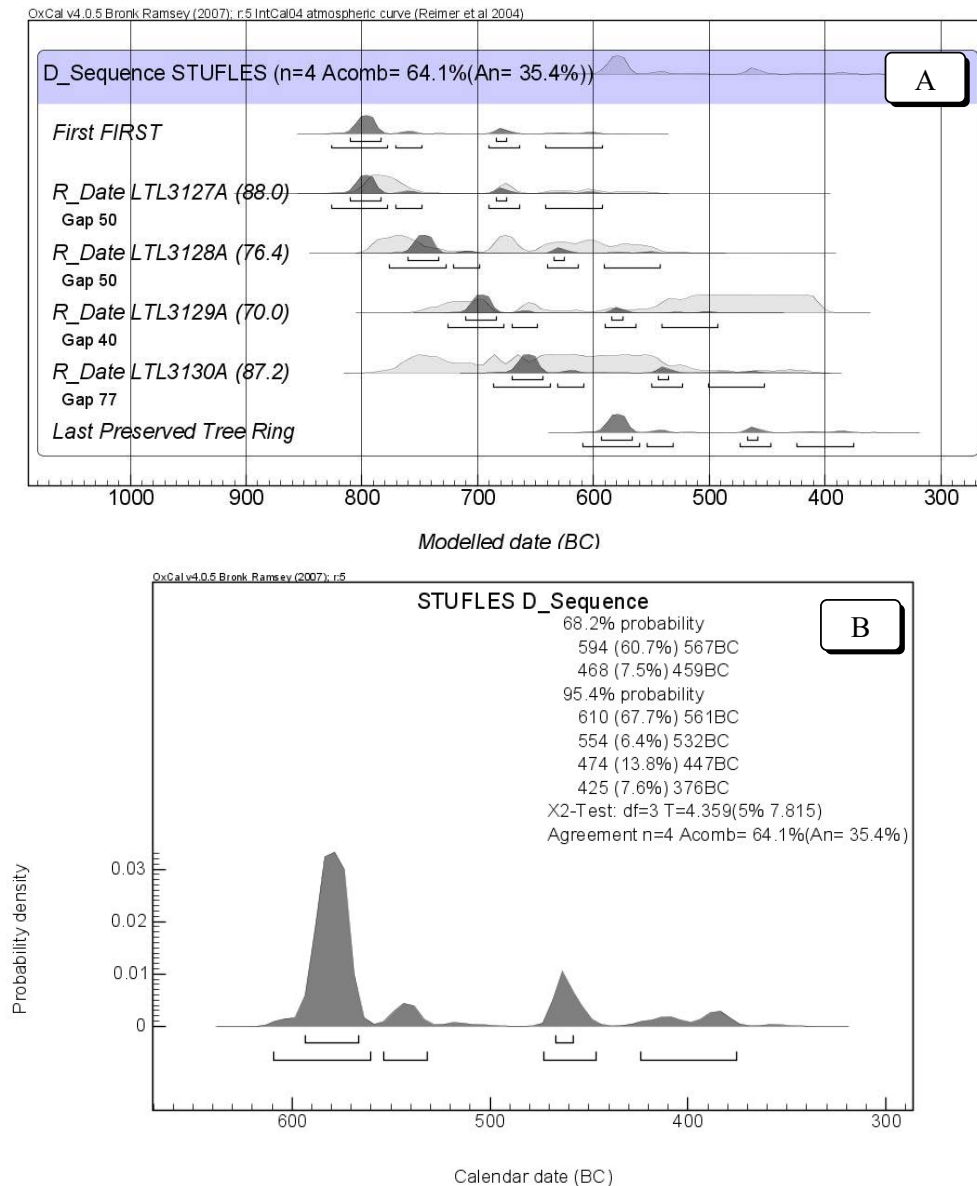 OxCal v4.0.5 Bronk Ramsey (2007); r:5 IntCal04 atmospheric curve (Reimer et al 2004)
D_Sequence STUFLES (n=4 Acomb= 64.1%(An= 35.4%))
A
First FIRST
R_Date LTL3127A (88.0)
Gap 50
R_Date LTL3128A (76.4)
Gap 50
R_Date LTL3129A (70.0)
Gap 40
R_Date LTL3130A (87.2)
Gap 77
Last Preserved Tree Ring
1000 900 800 700 600 500 400 300
Modelled date (BC)
OxCal v4.0.5 Bronk Ramsey (2007); r:5
STUFLES D_Sequence
B
68.2% probability
594 (60.7%) 567BC
468 (7.5%) 459BC
95.4% probability
610 (67.7%) 561BC
554 (6.4%) 532BC
474 (13.8%) 447BC
425 (7.6%) 376BC
X2-Test: df=3 T=4.359(5% 7.815)
Agreement n=4 Acomb= 64.1%(An= 35.4%)
Probability density
0.03
0.02
0.01
0
600 500 400 300
Calendar date (BC)